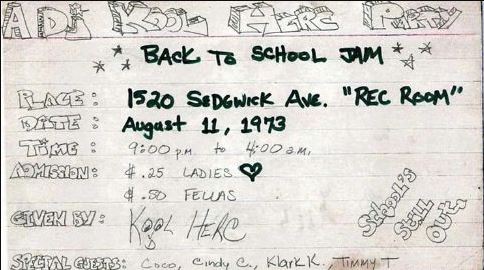 A DJ KOOL HERC PARTY
BACK TO SCHOOL JAM
PLACE: 1520 SEDGWICK AVE. "REC ROOM"
DATE: August 11, 1973
TIME: 9:00 p.m. to 4:00 a.m.
ADMISSION: $.25 LADIES ♥
$.50 FELLAS
GIVEN BY: KOOL HERC
SPECIAL GUESTS: Coco, Cindy C., Klark K., TIMMY T
School's
Still
Out!